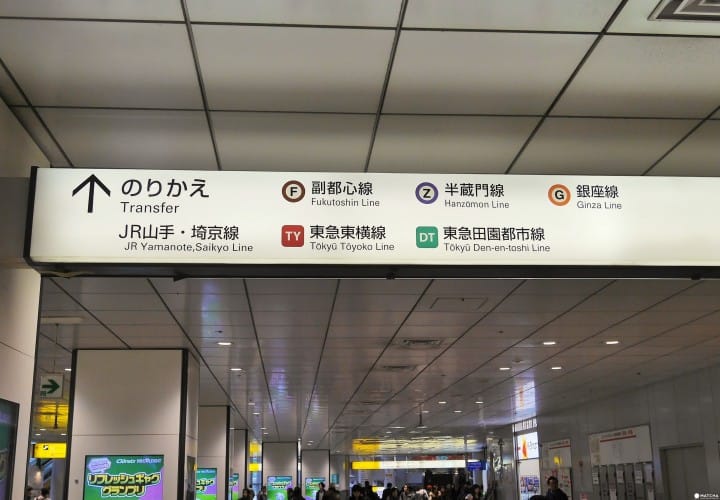 のりかえ
Transfer
F 副都心線
Fukutoshin Line
Z 半蔵門線
Hanzōmon Line
G 銀座線
Ginza Line
JR山手・埼京線
JR Yamanote,Saikyo Line
TY 東急東横線
Tōkyū Tōyoko Line
DT 東急田園都市線
Tōkyū Den-en-toshi Line
Clorets
リフレッシュギャグ
グランプリ
MATCHA